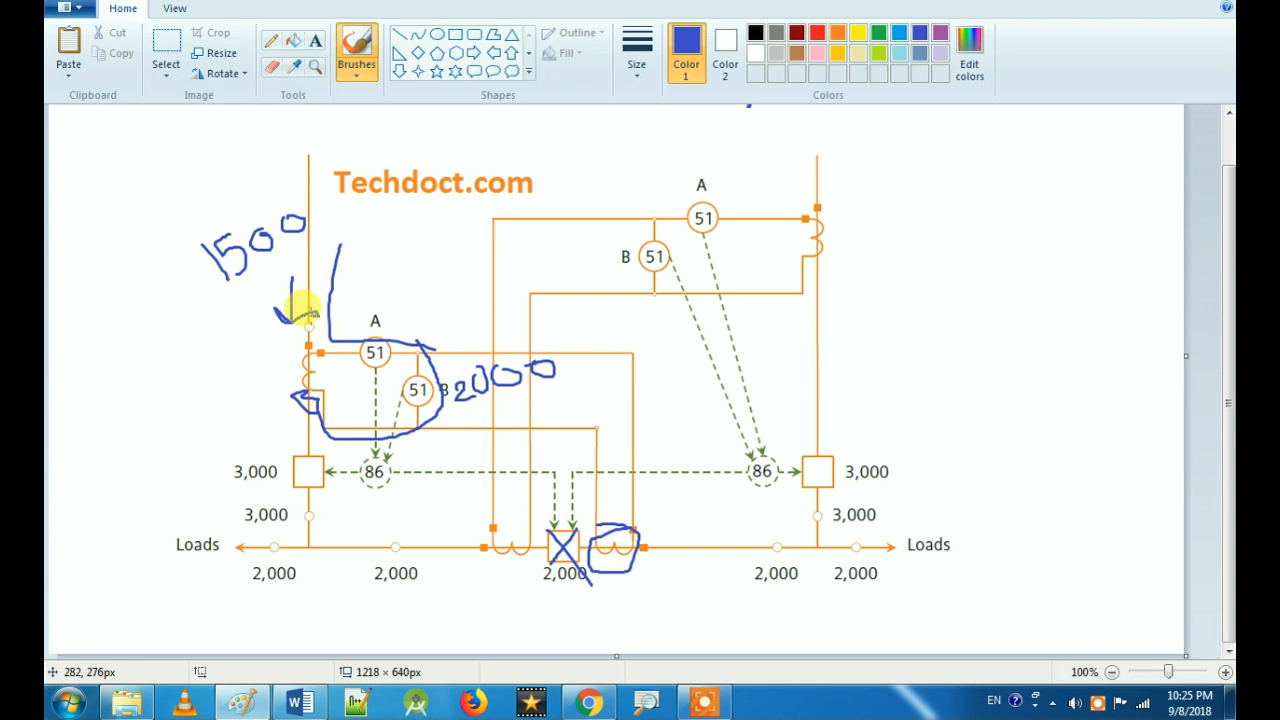 Home View
Paste
Cut
Copy
Clipboard
Select
Crop
Resize
Rotate
Image
A
Tools
Brushes
Outline
Fill
Shapes
Size
Color
1
Color
2
Edit
colors
Colors
Techdoct.com
A
51
B 51
1500
A
51
51 B 2000
3,000 86 86 3,000
3,000 3,000
Loads Loads
2,000 2,000 2,000 2,000 2,000
282, 276px 1218 × 640px 100%
EN 10:25 PM
9/8/2018